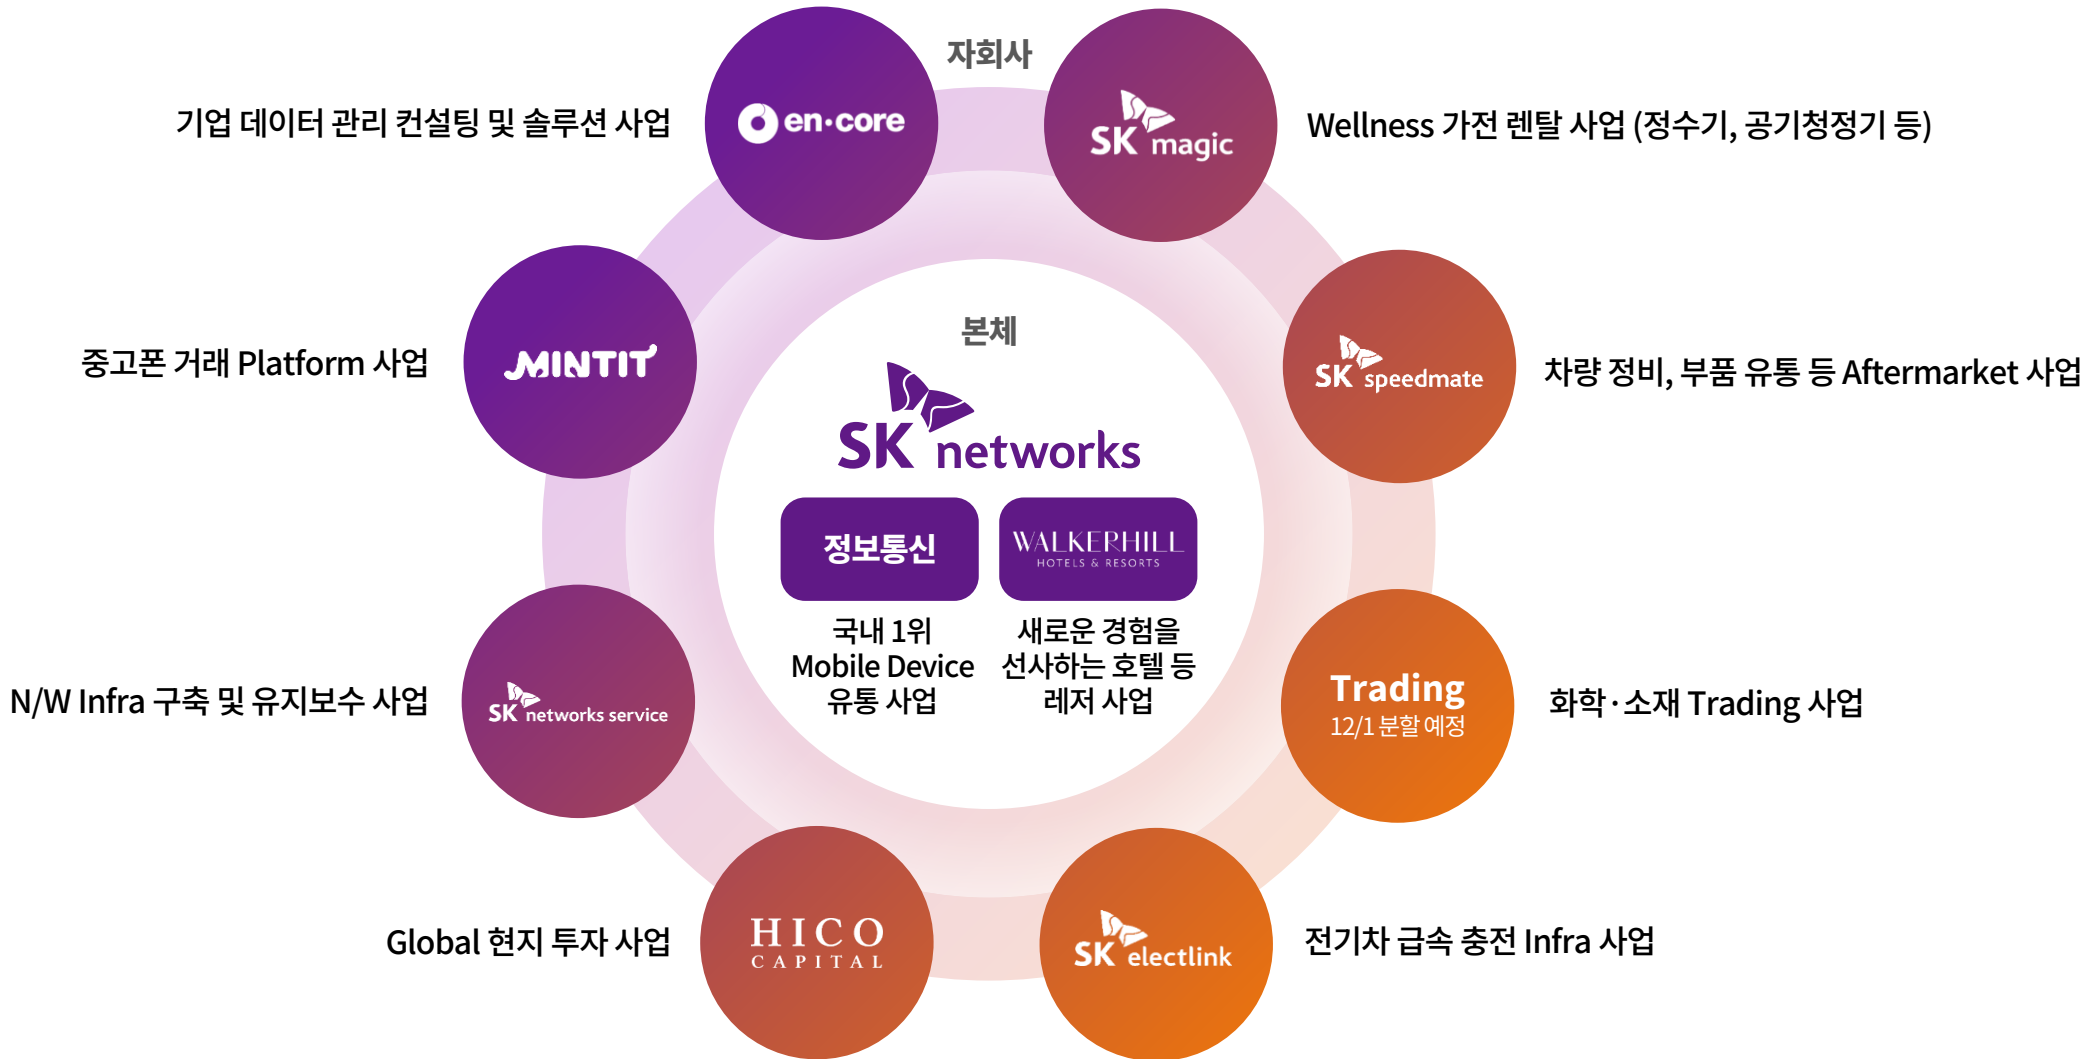 자회사
en·core
기업 데이터 관리 컨설팅 및 솔루션 사업
SK magic
Wellness 가전 렌탈 사업 (정수기, 공기청정기 등)
MINTIT
중고폰 거래 Platform 사업
SK speedmate
차량 정비, 부품 유통 등 Aftermarket 사업
본체
SK networks
정보통신
국내 1위
Mobile Device
유통 사업
WALKERHILL
HOTELS & RESORTS
새로운 경험을
선사하는 호텔 등
레저 사업
SK networks service
N/W Infra 구축 및 유지보수 사업
Trading
12/1 분할 예정
화학·소재 Trading 사업
HICO
CAPITAL
Global 현지 투자 사업
SK electlink
전기차 급속 충전 Infra 사업